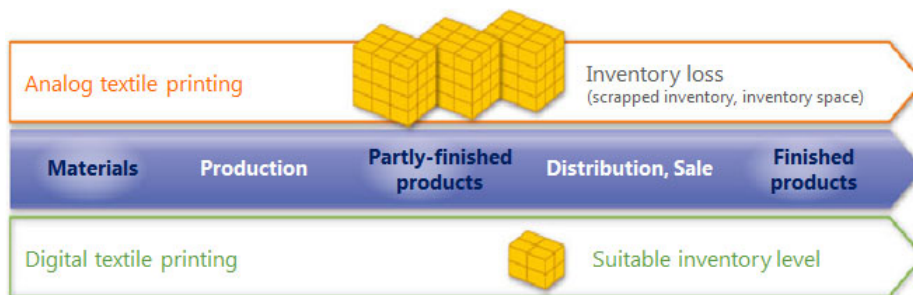 Analog textile printing
Inventory loss
(scrapped inventory, inventory space)
Materials
Production
Partly-finished
products
Distribution, Sale
Finished
products
Digital textile printing
Suitable inventory level